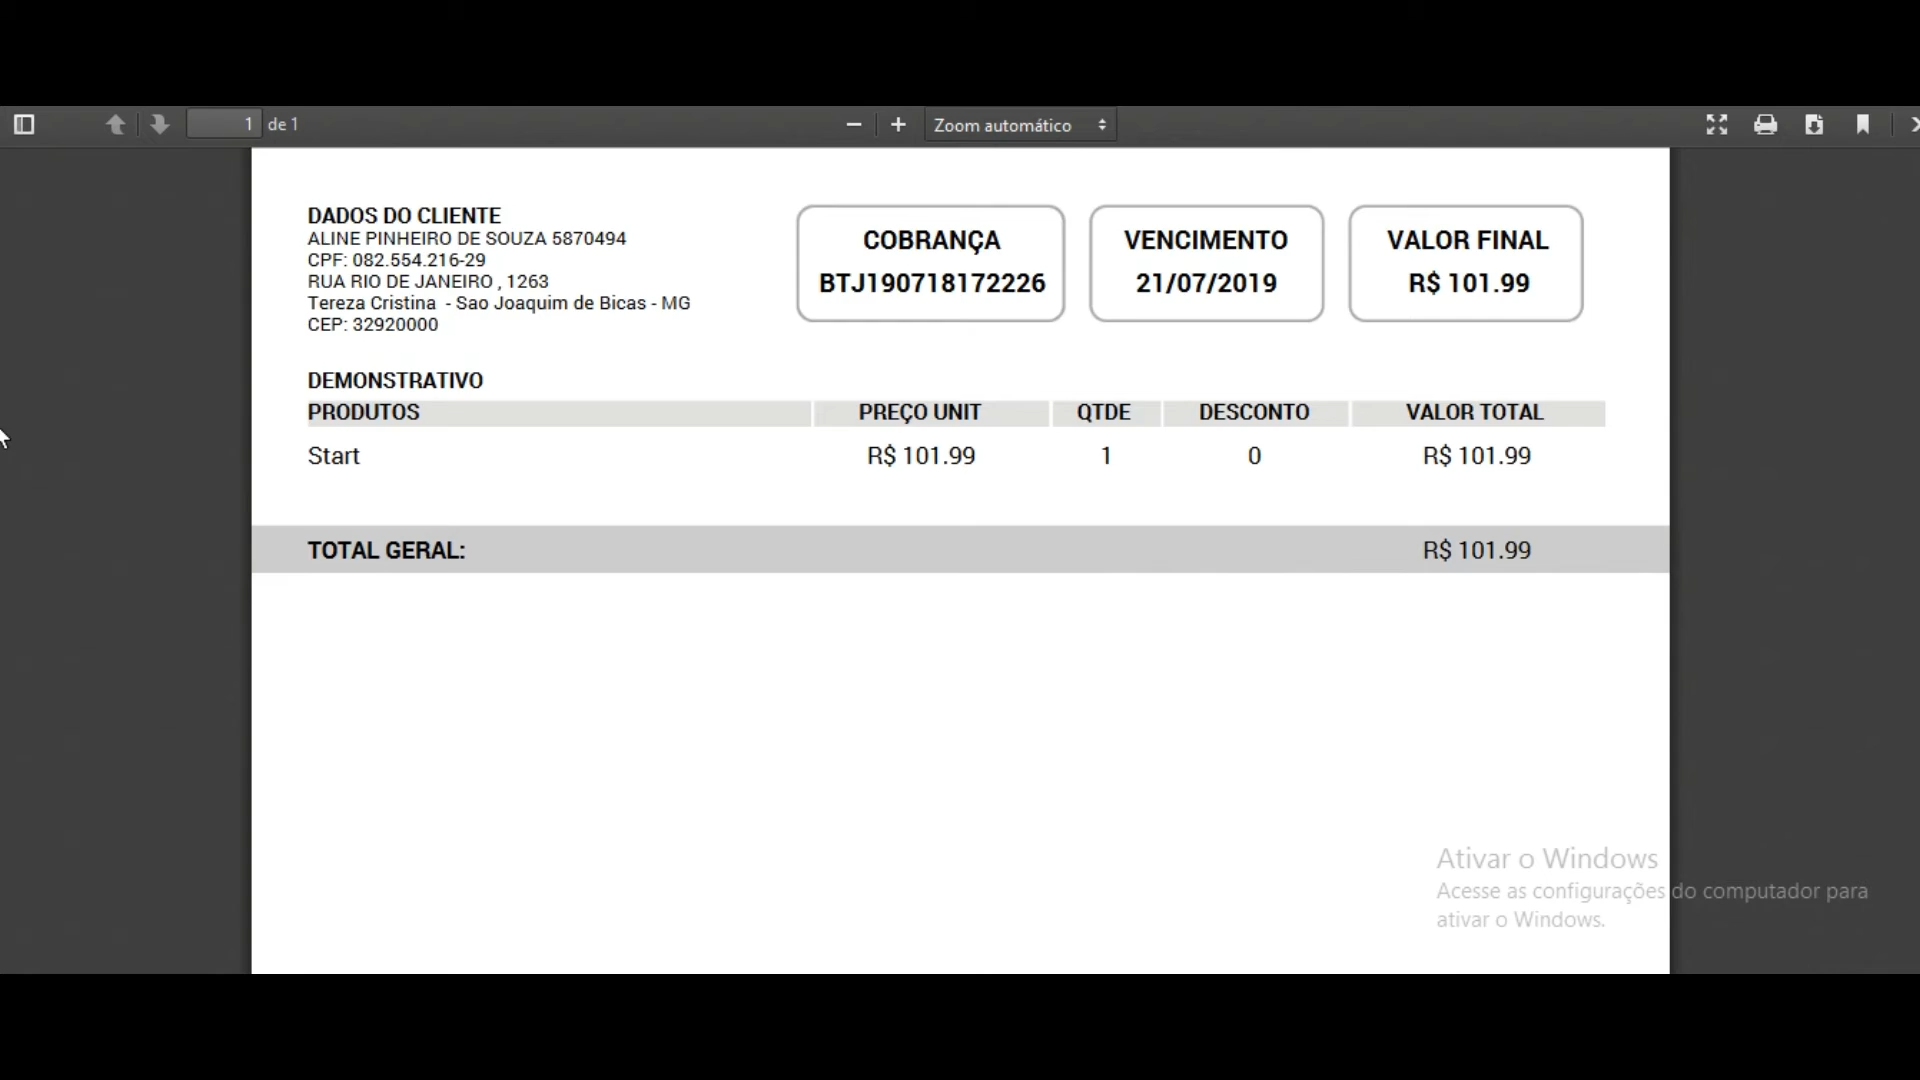 1 de 1
Zoom automático
DADOS DO CLIENTE
ALINE PINHEIRO DE SOUZA 5870494
CPF: 082.554.216-29
RUA RIO DE JANEIRO , 1263
Tereza Cristina - Sao Joaquim de Bicas - MG
CEP: 32920000
COBRANÇA
BTJ190718172226
VENCIMENTO
21/07/2019
VALOR FINAL
R$ 101.99
DEMONSTRATIVO
PRODUTOS PREÇO UNIT QTDE DESCONTO VALOR TOTAL
Start R$ 101.99 1 0 R$ 101.99
TOTAL GERAL: R$ 101.99
Ativar o Windows
Acesse as configurações do computador para
ativar o Windows.